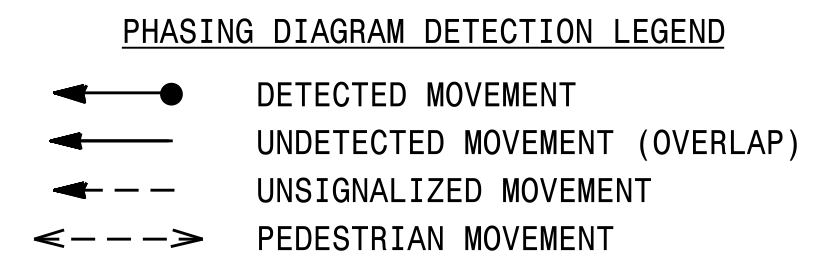 PHASING DIAGRAM DETECTION LEGEND
DETECTED MOVEMENT
UNDETECTED MOVEMENT (OVERLAP)
UNSIGNALIZED MOVEMENT
PEDESTRIAN MOVEMENT